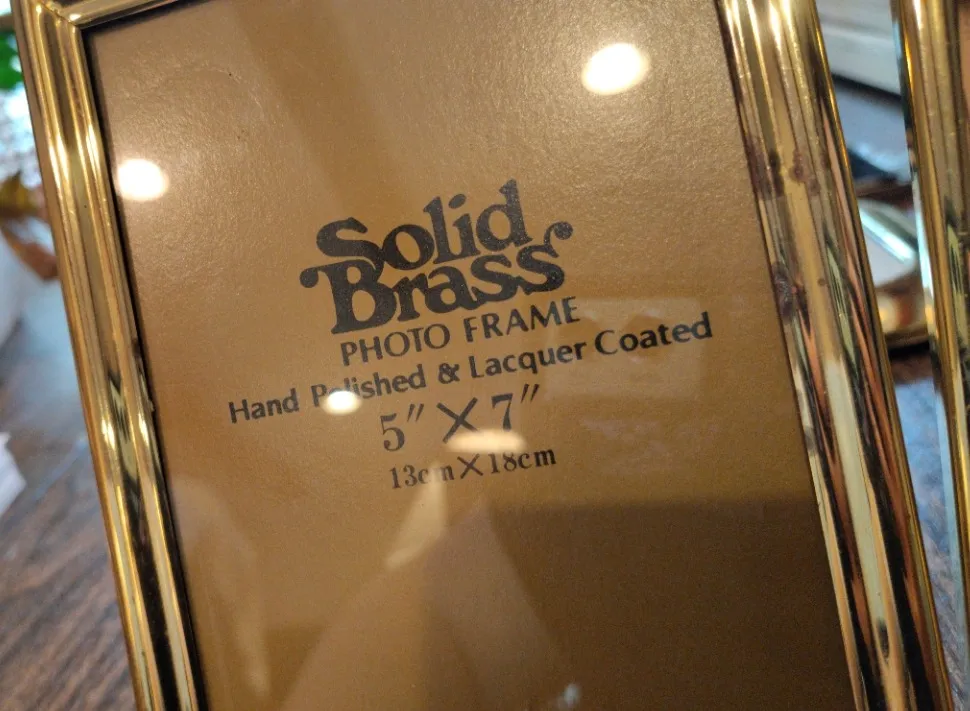 Solid
Brass
PHOTO FRAME
Hand Polished & Lacquer Coated
5" × 7"
13cm × 18cm